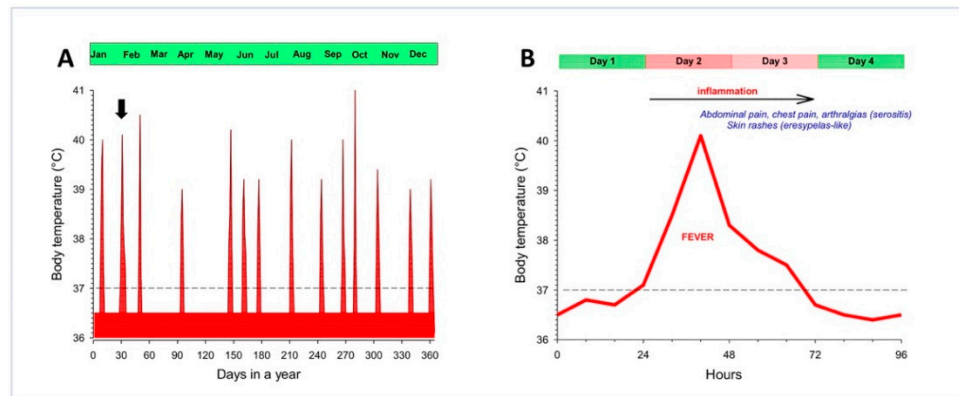 A
Jan Feb Mar Apr May Jun Jul Aug Sep Oct Nov Dec
41
40
39
38
37
36
Body temperature (°C)
0 30 60 90 120 150 180 210 240 270 300 330 360
Days in a year
B
Day 1 Day 2 Day 3 Day 4
inflammation
Abdominal pain, chest pain, arthralgias (serositis)
Skin rashes (eresypelas-like)
41
40
39
38
37
36
Body temperature (°C)
FEVER
0 24 48 72 96
Hours